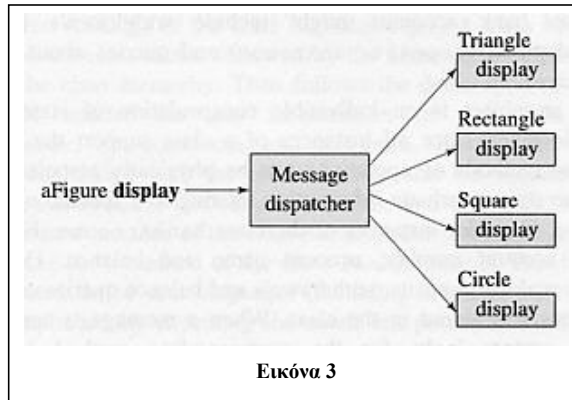 Triangle
display
Rectangle
display
aFigure display
Message
dispatcher
Square
display
Circle
display
Εικόνα 3